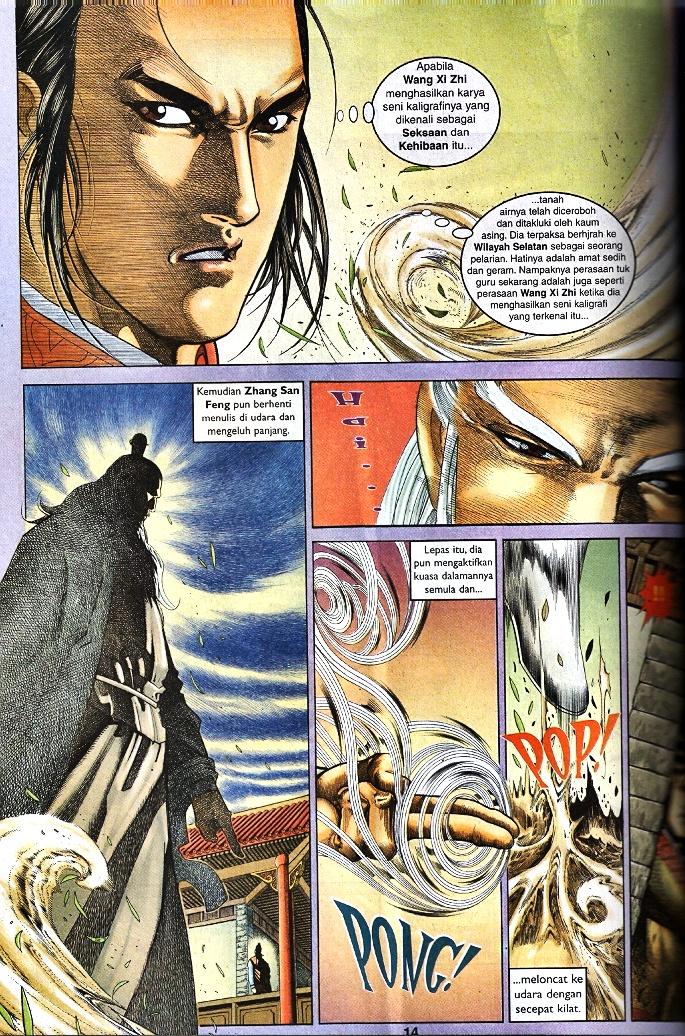 Apabila
Wang Xi Zhi
menghasilkan karya
seni kaligrafinya yang
dikenali sebagai
Seksaan dan
Kehibaan itu...
...tanah
airnya telah diceroboh
dan ditakluki oleh kaum
asing. Dia terpaksa berhjrah ke
Wilayah Selatan sebagai seorang
pelarian. Hatinya adalah amat sedih
dan geram. Nampaknya perasaan tuk
guru sekarang adalah juga seperti
perasaan Wang Xi Zhi ketika dia
menghasilkan seni kaligrafi
yang terkenal itu...
Kemudian Zhang San
Feng pun berhenti
menulis di udara dan
mengeluh panjang.
Hai...
Lepas itu, dia
pun mengaktifkan
kuasa dalamannya
semula dan...
PONG!
POP!
...meloncat ke
udara dengan
secepat kilat.
!!
14